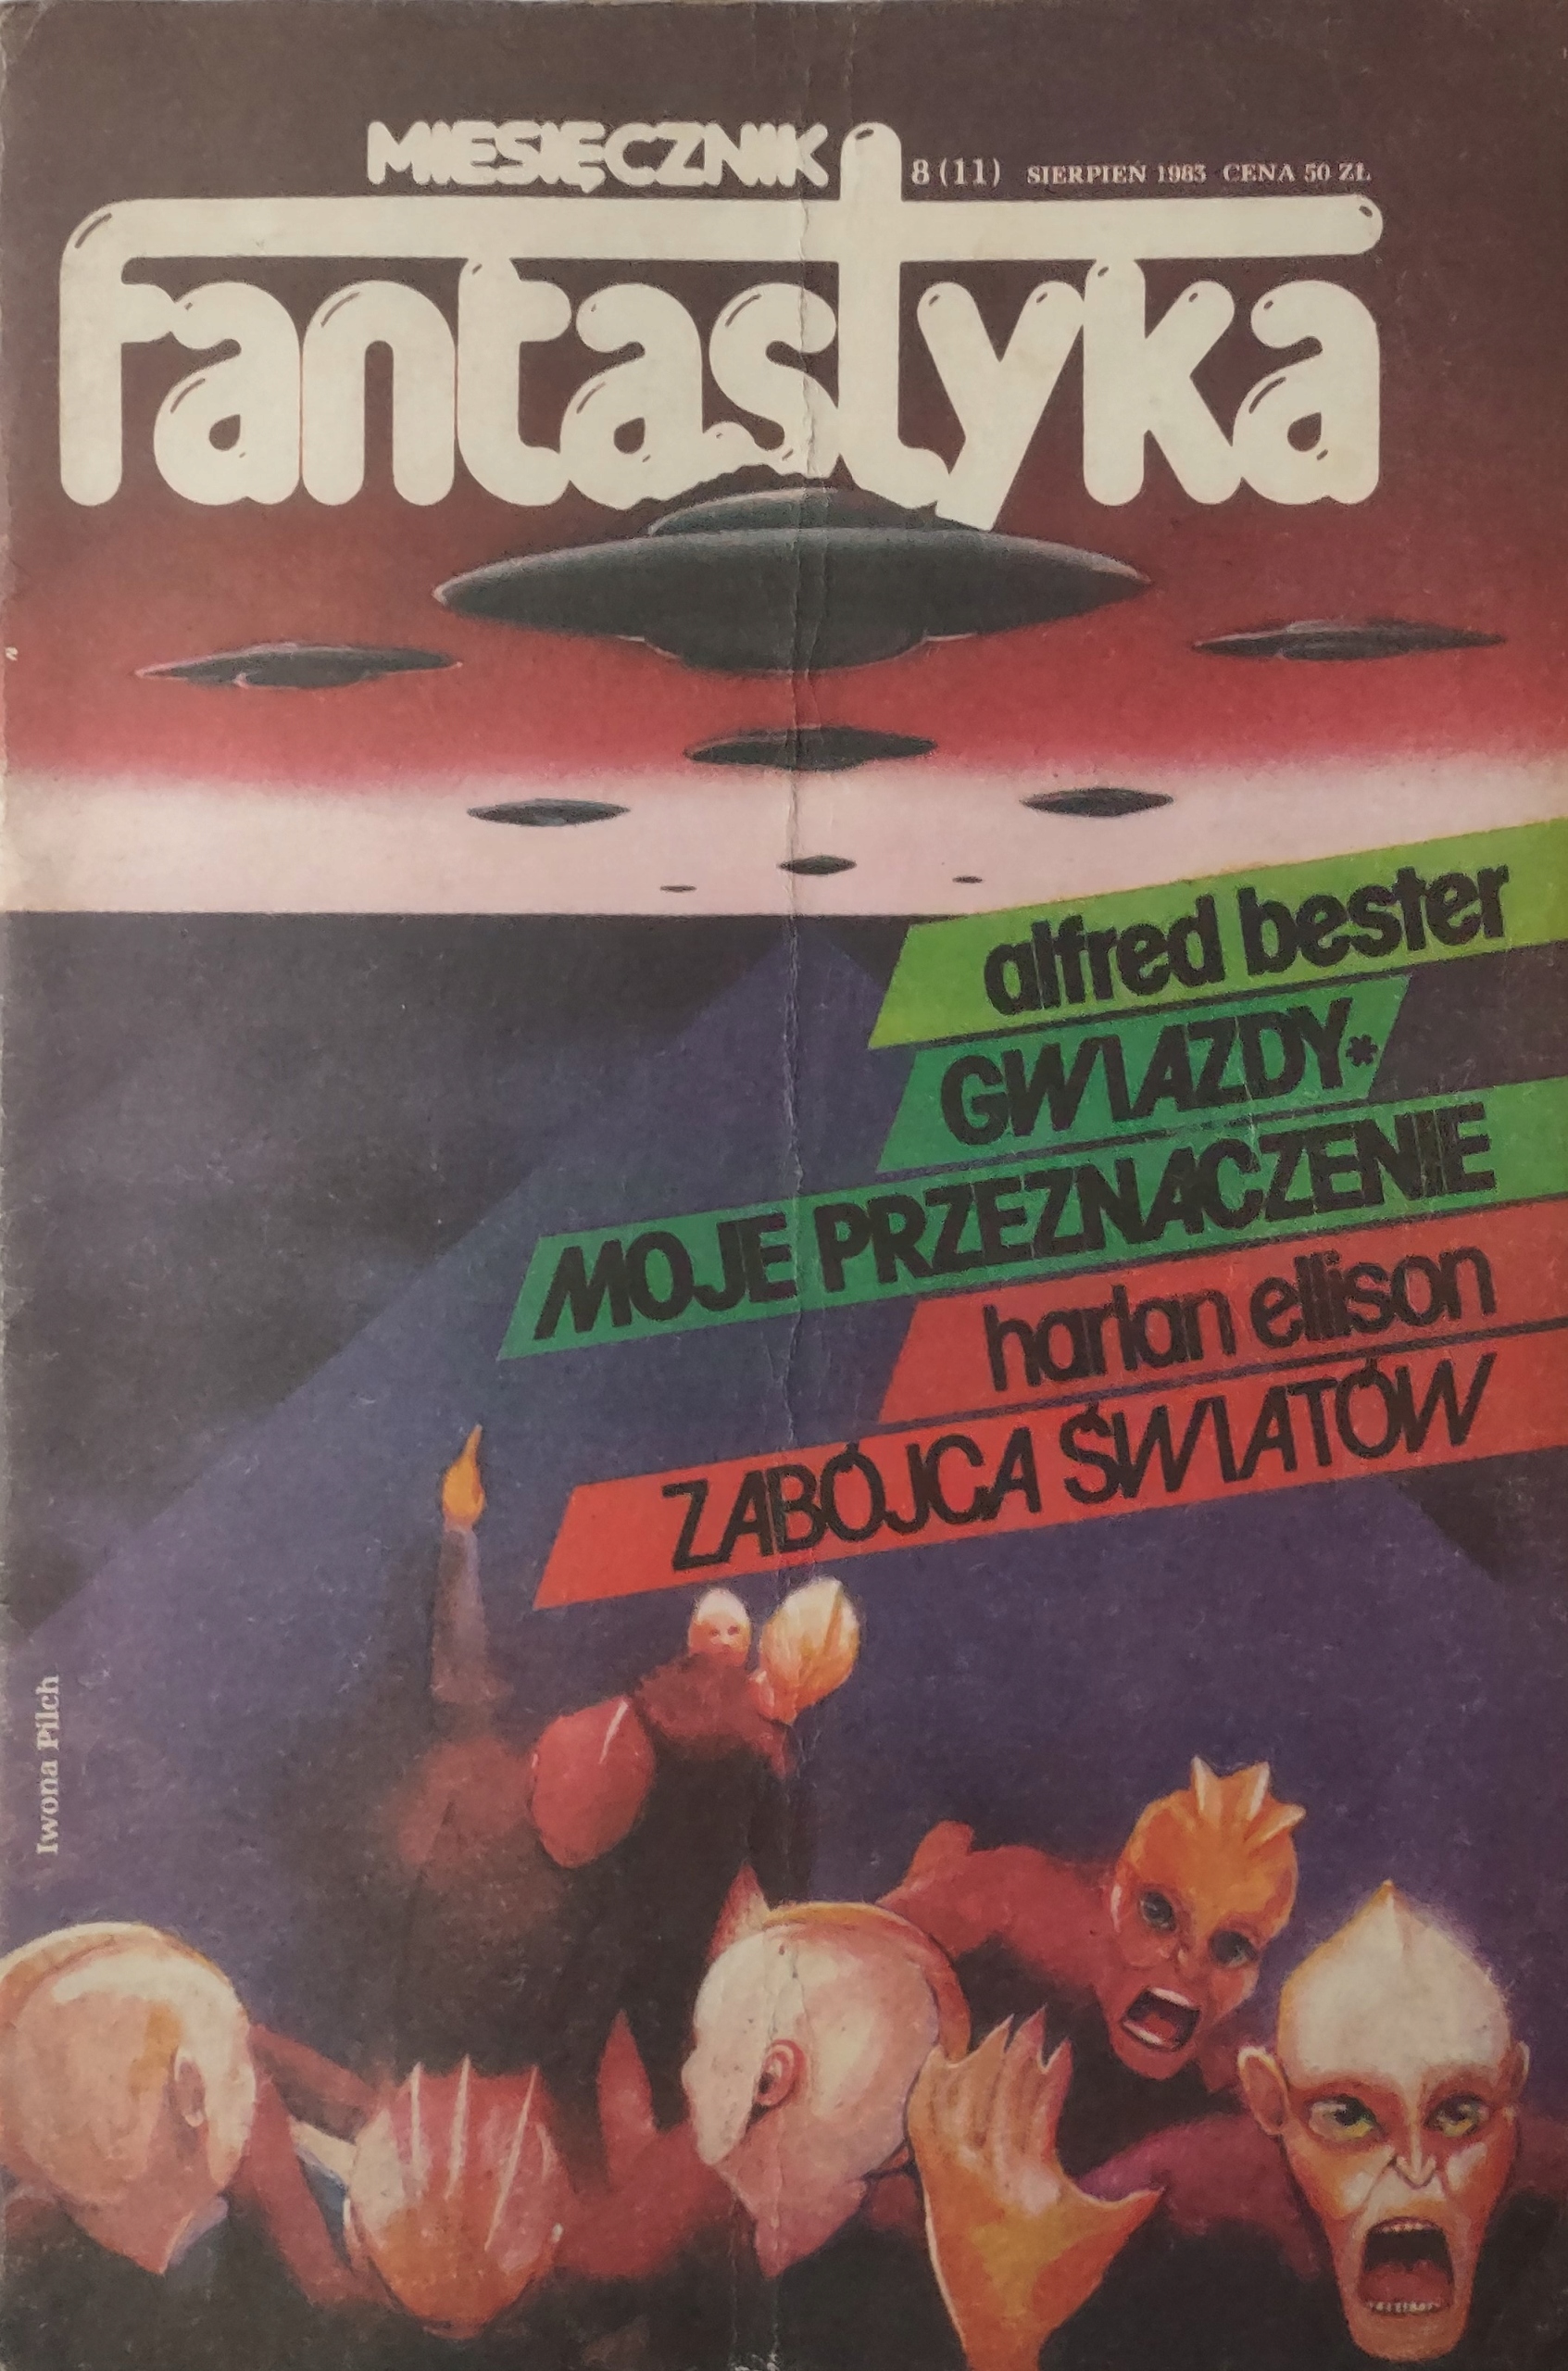 MIESIĘCZNIK
8 (11) SIERPIEŃ 1983 CENA 50 ZŁ
fantastyka
alfred bester
GWIAZDY*
MOJE PRZEZNACZENIE
harlan ellison
ZABÓJCA ŚWIATÓW
Iwona Pilch